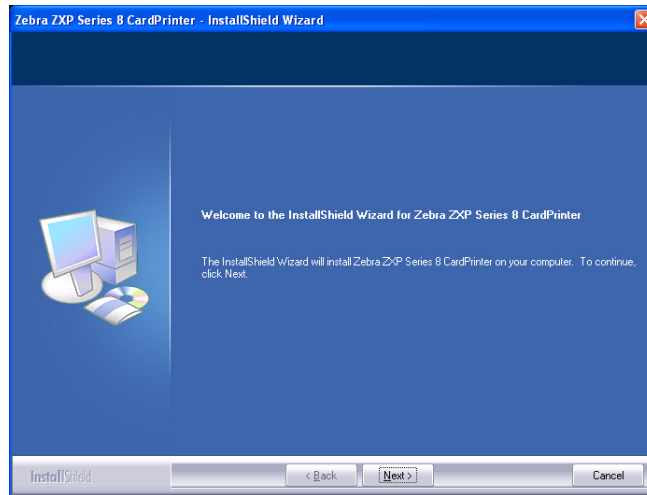 Zebra ZXP Series 8 CardPrinter - InstallShield Wizard
Welcome to the InstallShield Wizard for Zebra ZXP Series 8 CardPrinter
The InstallShield Wizard will install Zebra ZXP Series 8 CardPrinter on your computer. To continue,
click Next.
InstallShield
< Back
Next >
Cancel